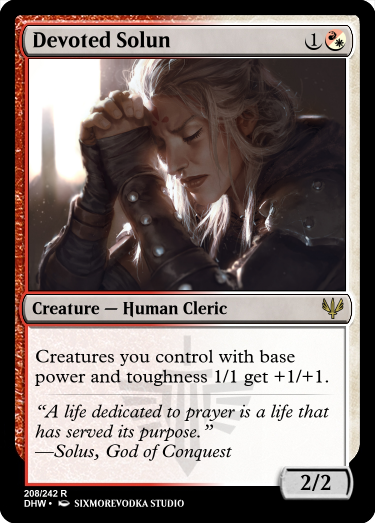 Devoted Solun 1
Creature — Human Cleric
Creatures you control with base
power and toughness 1/1 get +1/+1.
“A life dedicated to prayer is a life that
has served its purpose.”
—Solus, God of Conquest
2/2
208/242 R
DHW • SIXMOREVODKA STUDIO